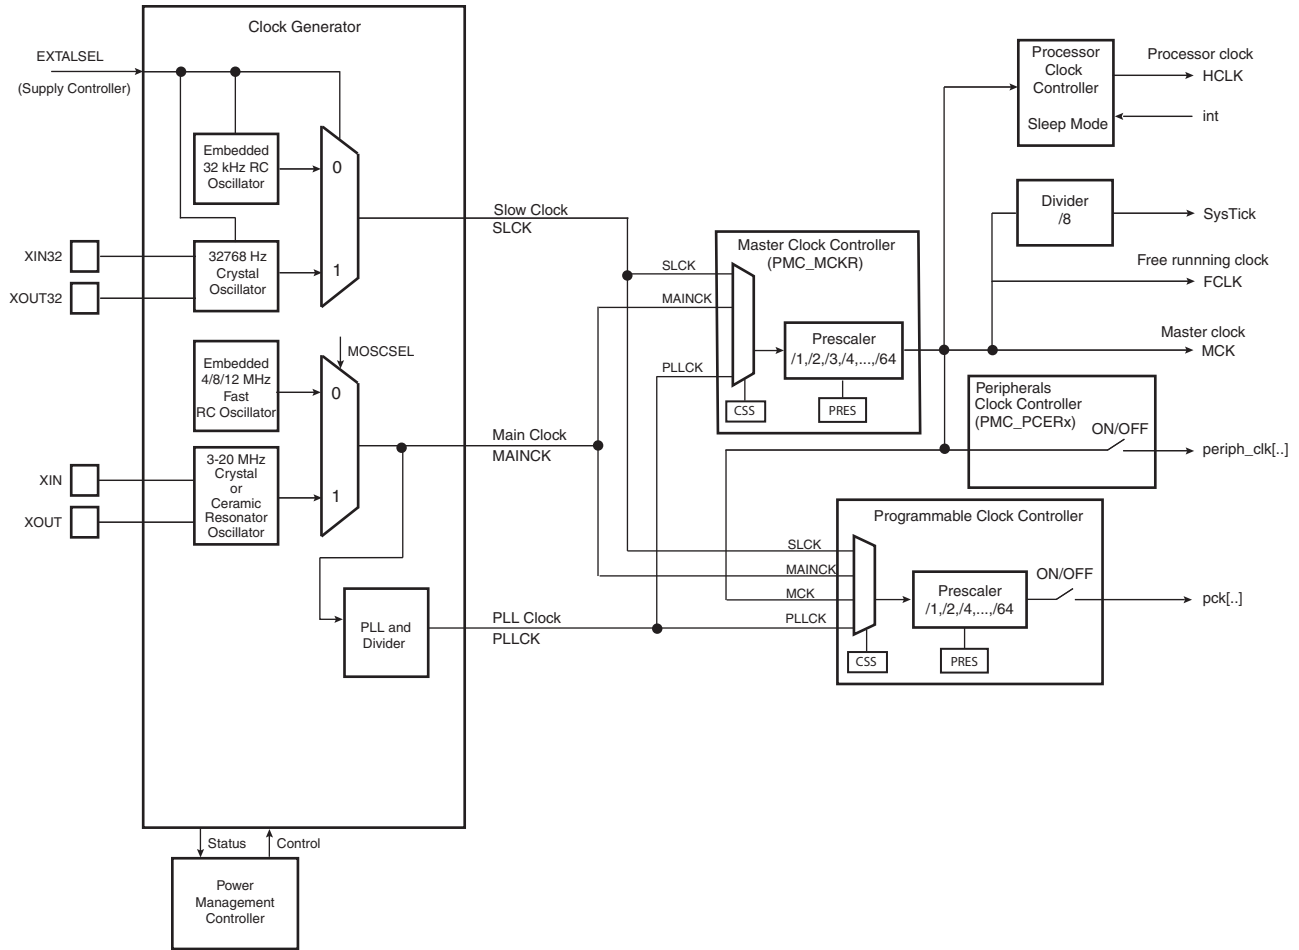 Clock Generator
EXTALSEL
(Supply Controller)
Embedded
32 kHz RC
Oscillator
0
XIN32
XOUT32
32768 Hz
Crystal
Oscillator
1
Slow Clock
SLCK
MOSCSEL
Embedded
4/8/12 MHz
Fast
RC Oscillator
0
XIN
XOUT
3-20 MHz
Crystal
or
Ceramic
Resonator
Oscillator
1
Main Clock
MAINCK
PLL and
Divider
PLL Clock
PLLCK
Status
Control
Power
Management
Controller
Master Clock Controller
(PMC_MCKR)
SLCK
MAINCK
PLLCK
Prescaler
/1,/2,/3,/4,...,/64
CSS
PRES
Processor
Clock
Controller
Sleep Mode
Processor clock
HCLK
int
Divider
/8
SysTick
Free runnning clock
FCLK
Master clock
MCK
Peripherals
Clock Controller
(PMC_PCERx)
ON/OFF
periph_clk[..]
Programmable Clock Controller
SLCK
MAINCK
MCK
PLLCK
Prescaler
/1,/2,/4,...,/64
ON/OFF
pck[..]
CSS
PRES